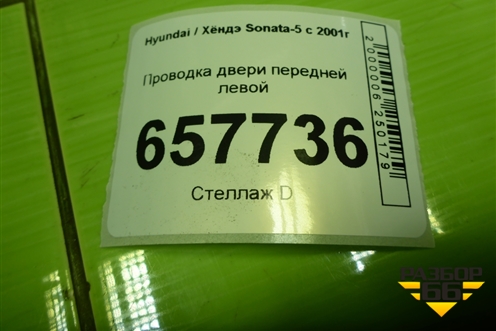 Hyundai / Хёндэ Sonata-5 с 2001г
Проводка двери передней
левой
657736
Стеллаж D
2000006250179
РАЗБОР
66